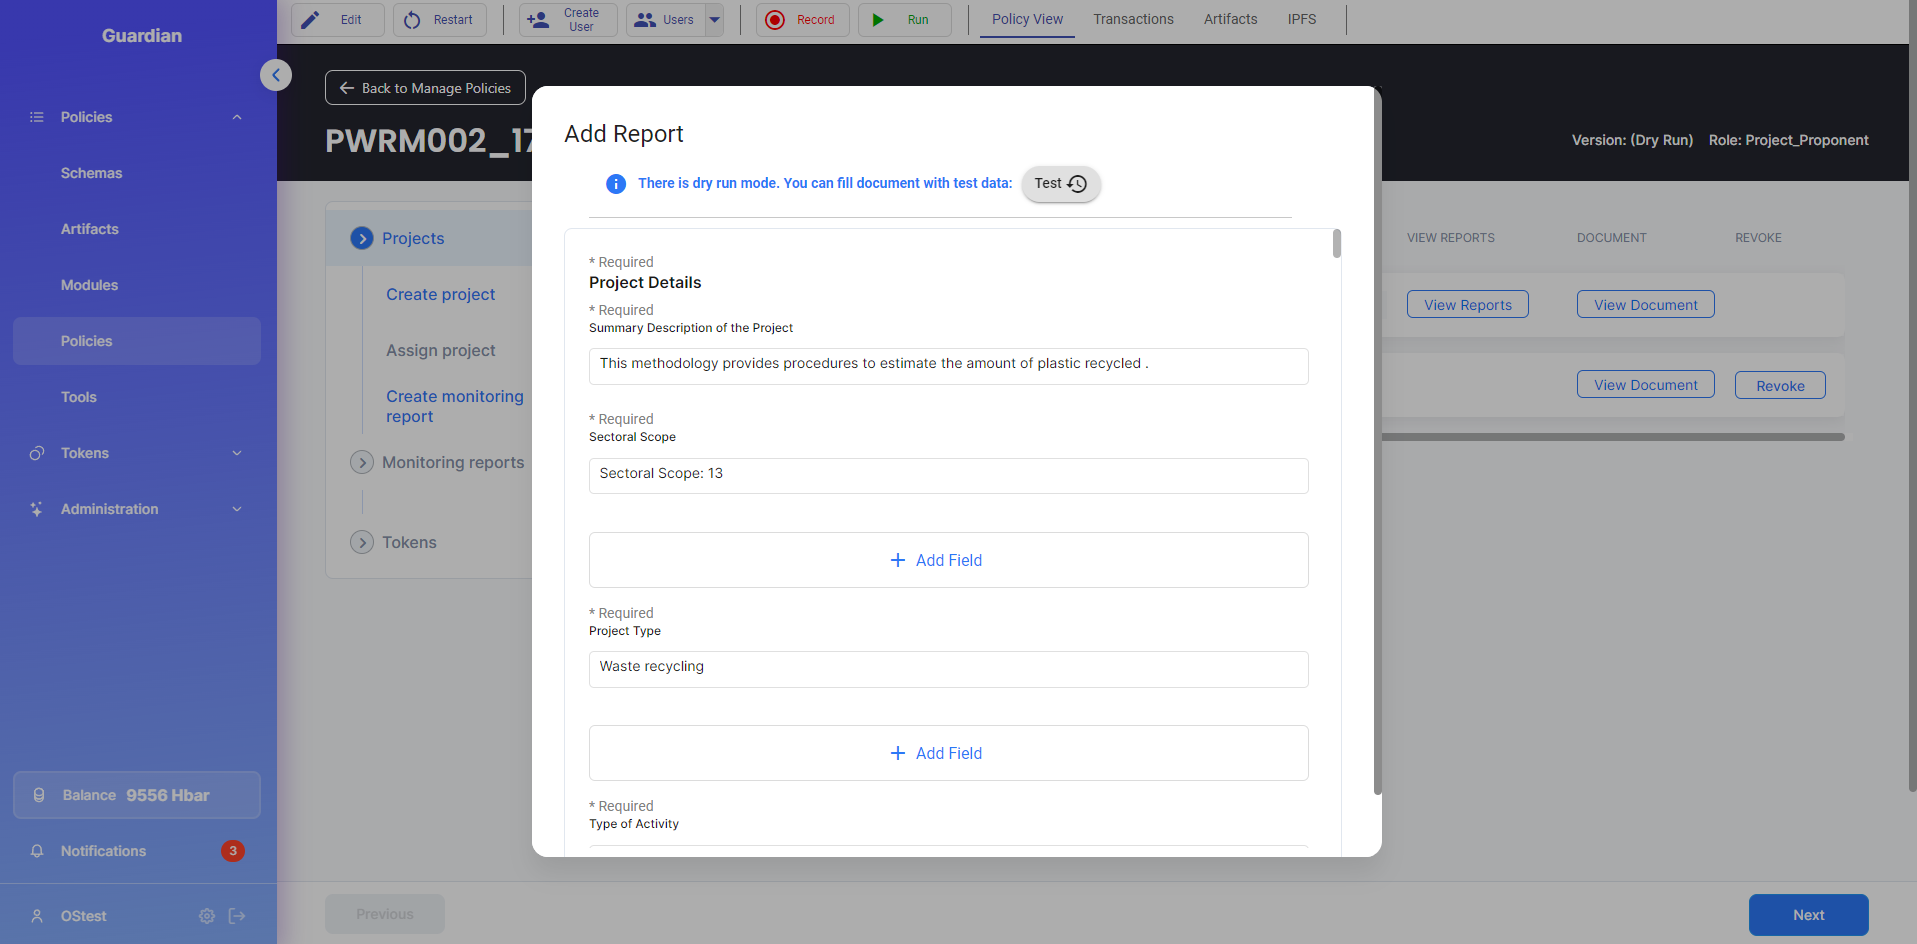 Guardian
Policies
Schemas
Artifacts
Modules
Policies
Tools
Tokens
Administration
Balance 9556 Hbar
Notifications 3
OStest
Edit
Restart
Create
User
Users
Record
Run
Policy View
Transactions
Artifacts
IPFS
Back to Manage Policies
PWRM002_17
Version: (Dry Run) Role: Project_Proponent
Projects
Create project
Assign project
Create monitoring
report
Monitoring reports
Tokens
Add Report
There is dry run mode. You can fill document with test data:
Test
* Required
Project Details
* Required
Summary Description of the Project
This methodology provides procedures to estimate the amount of plastic recycled .
* Required
Sectoral Scope
Sectoral Scope: 13
Add Field
* Required
Project Type
Waste recycling
Add Field
* Required
Type of Activity
VIEW REPORTS
DOCUMENT
REVOKE
View Reports
View Document
View Document
Revoke
Previous
Next